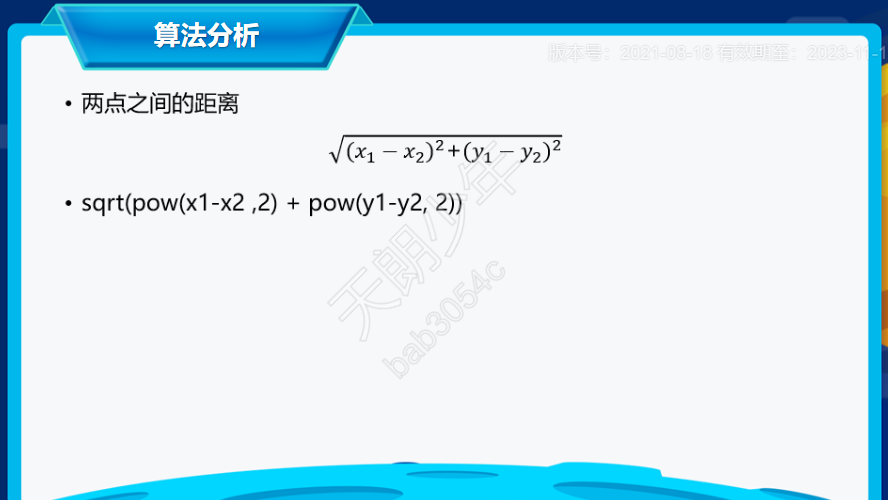 算法分析
版本号：2021-08-18 有效期至：2023-11-1
• 两点之间的距离
√(x₁ − x₂)²+(y₁ − y₂)²
• sqrt(pow(x1-x2 ,2) + pow(y1-y2, 2))
天朗少年
bab3054c